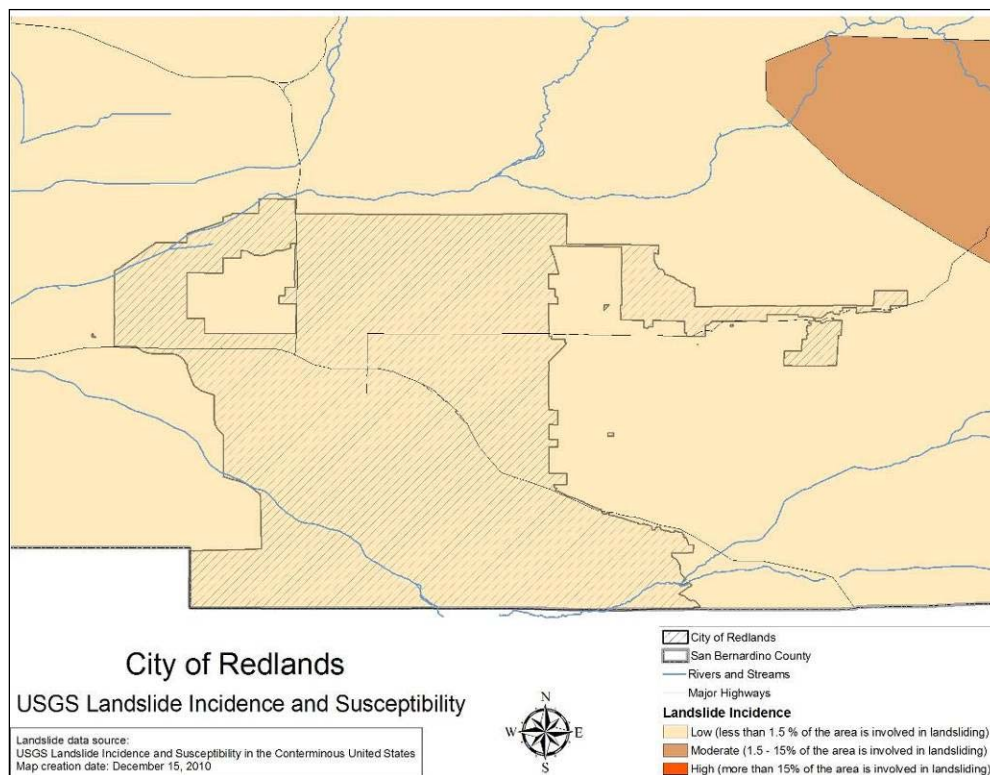 City of Redlands
USGS Landslide Incidence and Susceptibility
Landslide data source:
USGS Landslide Incidence and Susceptibility in the Conterminous United States
Map creation date: December 15, 2010
N
W E
S
City of Redlands
San Bernardino County
Rivers and Streams
Major Highways
Landslide Incidence
Low (less than 1.5 % of the area is involved in landsliding)
Moderate (1.5 - 15% of the area is involved in landsliding)
High (more than 15% of the area is involved in landsliding)